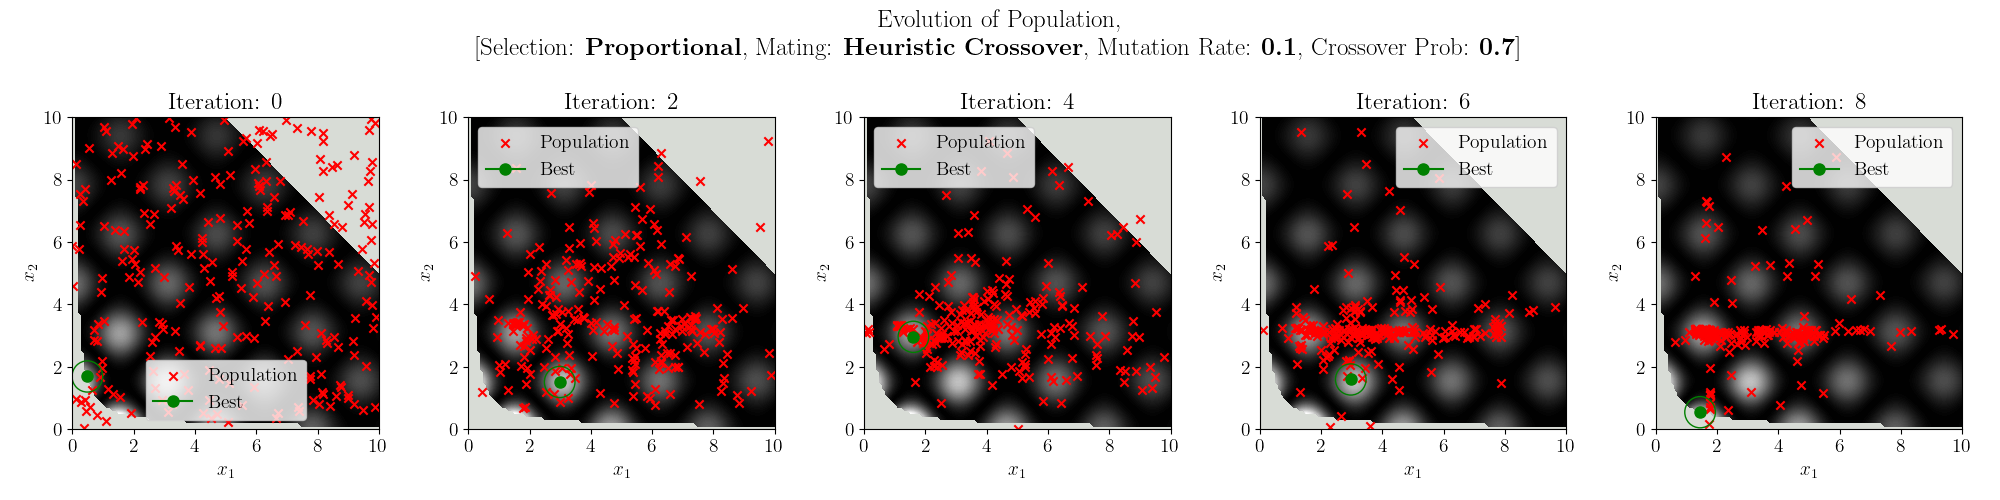 Evolution of Population,
[Selection: Proportional, Mating: Heuristic Crossover, Mutation Rate: 0.1, Crossover Prob: 0.7]
Iteration: 0
10
8
6
4
2
0
x2
Population
Best
0 2 4 6 8 10
x1
Iteration: 2
10
8
6
4
2
0
x2
Population
Best
0 2 4 6 8 10
x1
Iteration: 4
10
8
6
4
2
0
x2
Population
Best
0 2 4 6 8 10
x1
Iteration: 6
10
8
6
4
2
0
x2
Population
Best
0 2 4 6 8 10
x1
Iteration: 8
10
8
6
4
2
0
x2
Population
Best
0 2 4 6 8 10
x1